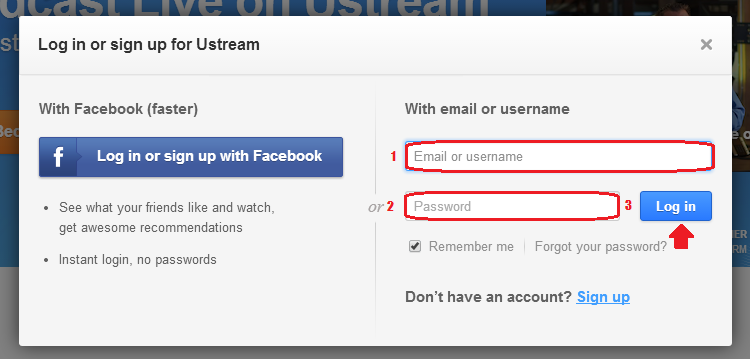 dcast Live on Ustream
Log in or sign up for Ustream
×
With Facebook (faster)
f
Log in or sign up with Facebook
• See what your friends like and watch,
get awesome recommendations
• Instant login, no passwords
or
With email or username
1
Email or username
2
Password
3
Log in
Remember me
Forgot your password?
Don't have an account? Sign up